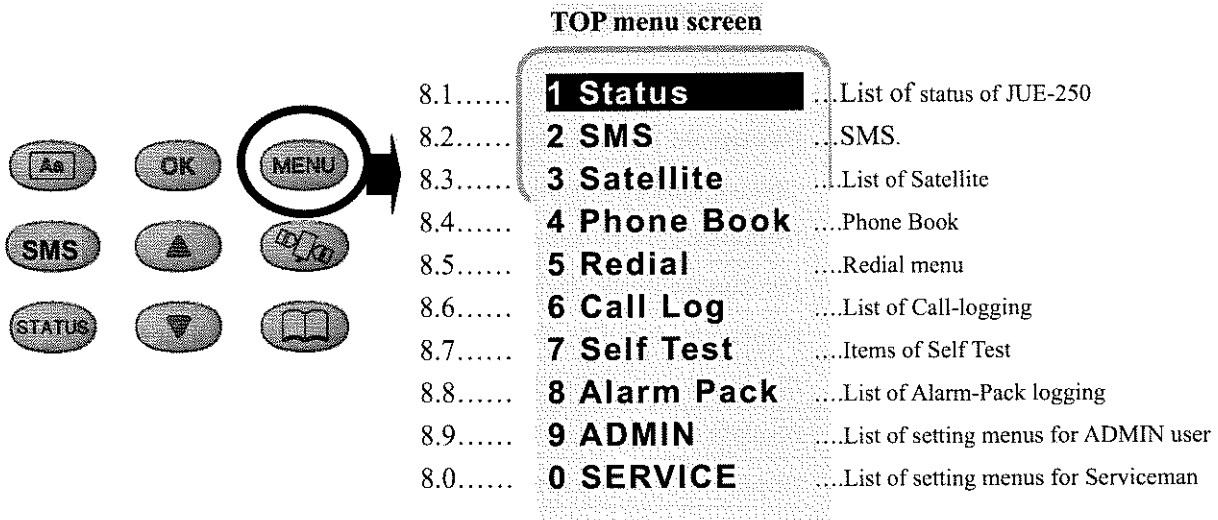 TOP menu screen
8.1...... 1 Status ....List of status of JUE-250
8.2...... 2 SMS ....SMS.
8.3...... 3 Satellite ....List of Satellite
8.4...... 4 Phone Book ....Phone Book
8.5...... 5 Redial ....Redial menu
8.6...... 6 Call Log ....List of Call-logging
8.7...... 7 Self Test ....Items of Self Test
8.8...... 8 Alarm Pack ....List of Alarm-Pack logging
8.9...... 9 ADMIN ....List of setting menus for ADMIN user
8.0...... 0 SERVICE ....List of setting menus for Serviceman
Aa OK MENU
SMS
STATUS